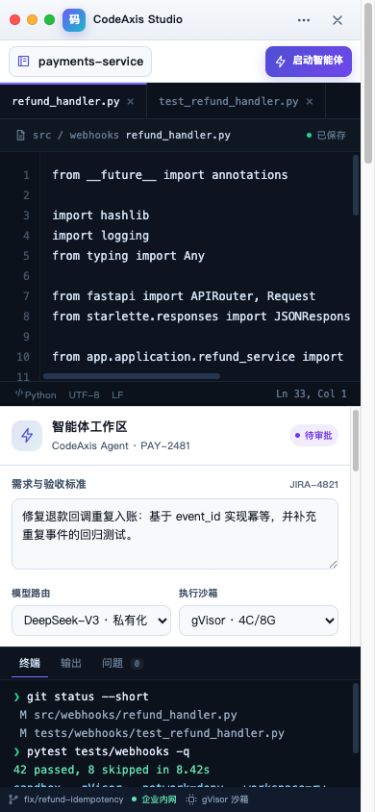 码 CodeAxis Studio
payments-service 启动智能体
refund_handler.py × test_refund_handler.py ×
src / webhooks refund_handler.py 已保存
1 from __future__ import annotations
2
3 import hashlib
4 import logging
5 from typing import Any
6
7 from fastapi import APIRouter, Request
8 from starlette.responses import JSONRespons
9
10 from app.application.refund_service import
11
Python UTF-8 LF Ln 33, Col 1
智能体工作区
CodeAxis Agent · PAY-2481 待审批
需求与验收标准 JIRA-4821
修复退款回调重复入账：基于 event_id 实现幂等，并补充
重复事件的回归测试。
模型路由 执行沙箱
DeepSeek-V3 · 私有化 gVisor · 4C/8G
终端 输出 问题 0
❯ git status --short
M src/webhooks/refund_handler.py
M tests/webhooks/test_refund_handler.py
❯ pytest tests/webhooks -q
42 passed, 8 skipped in 8.42s
fix/refund-idempotency 企业内网 gVisor 沙箱